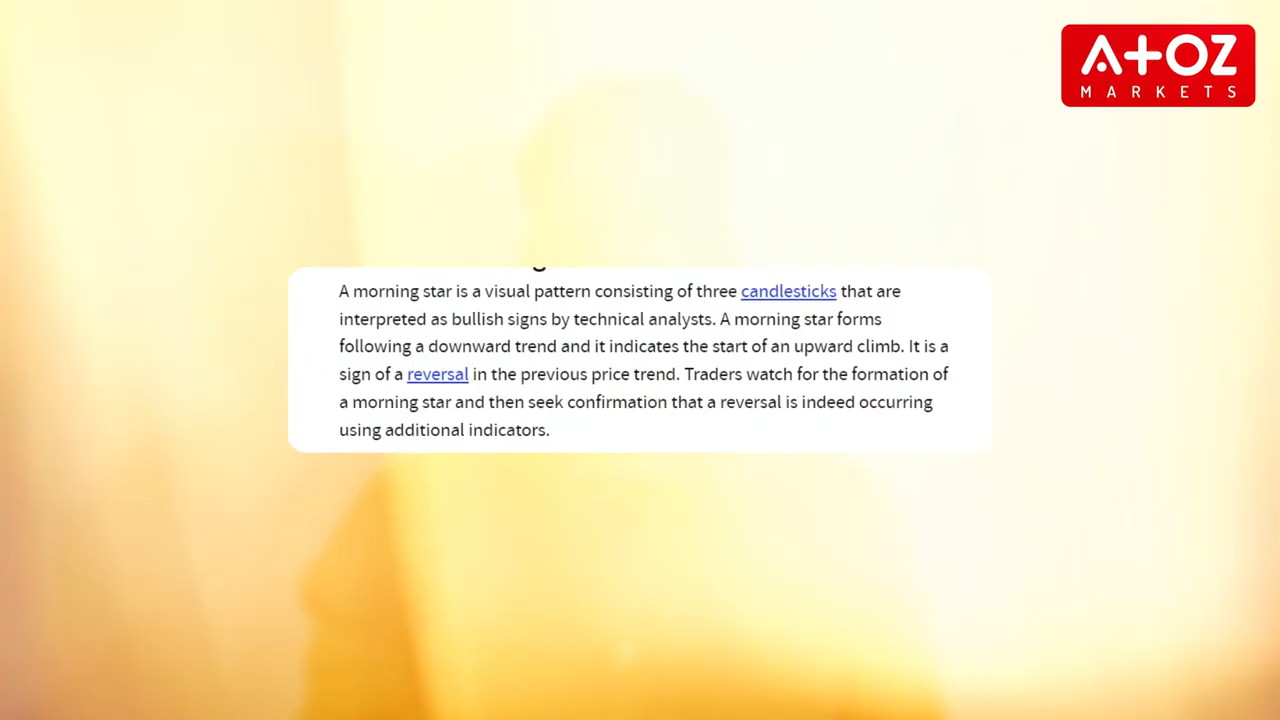 A+OZ
MARKETS
A morning star is a visual pattern consisting of three candlesticks that are
interpreted as bullish signs by technical analysts. A morning star forms
following a downward trend and it indicates the start of an upward climb. It is a
sign of a reversal in the previous price trend. Traders watch for the formation of
a morning star and then seek confirmation that a reversal is indeed occurring
using additional indicators.